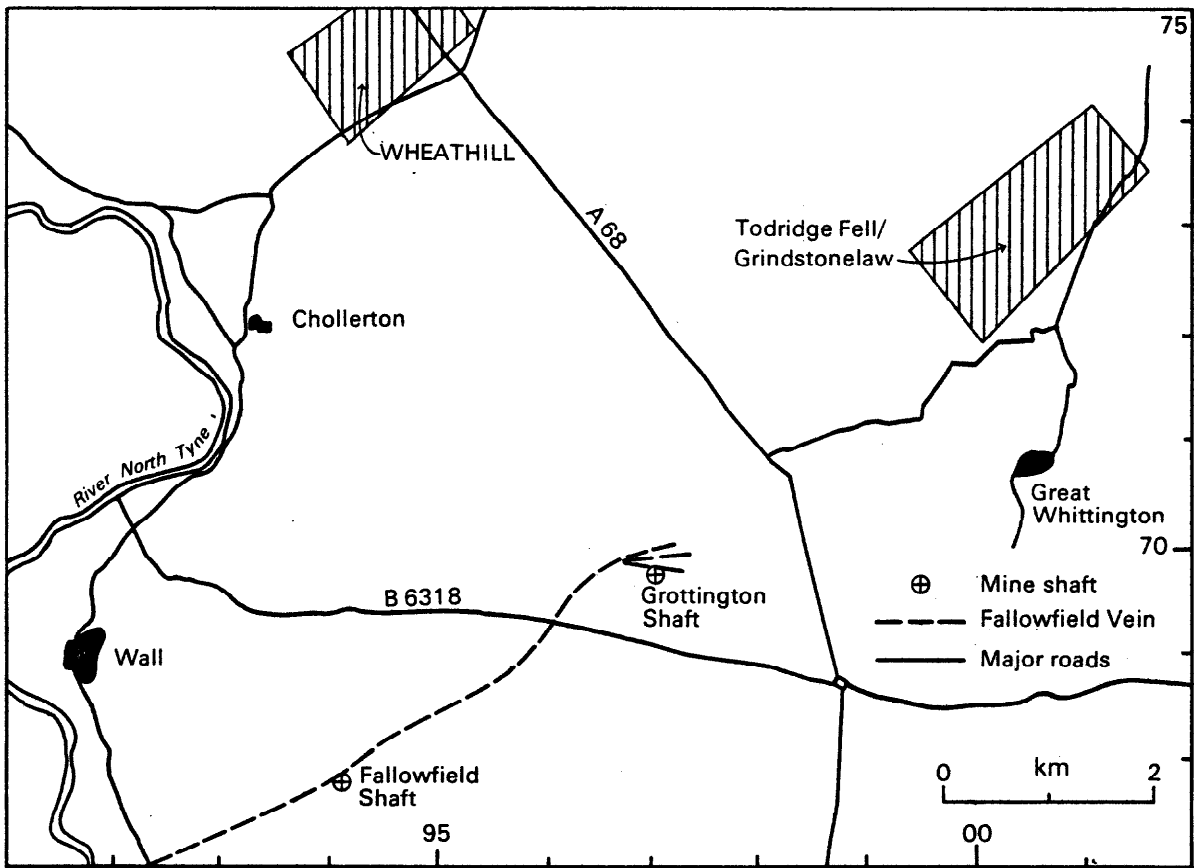 75
WHEATHILL
A 68
Todridge Fell/
Grindstonelaw
Chollerton
River North Tyne
Great
Whittington
70
Grottington
Shaft
B 6318
Mine shaft
Fallowfield Vein
Major roads
Wall
Fallowfield
Shaft
0 km 2
95
00